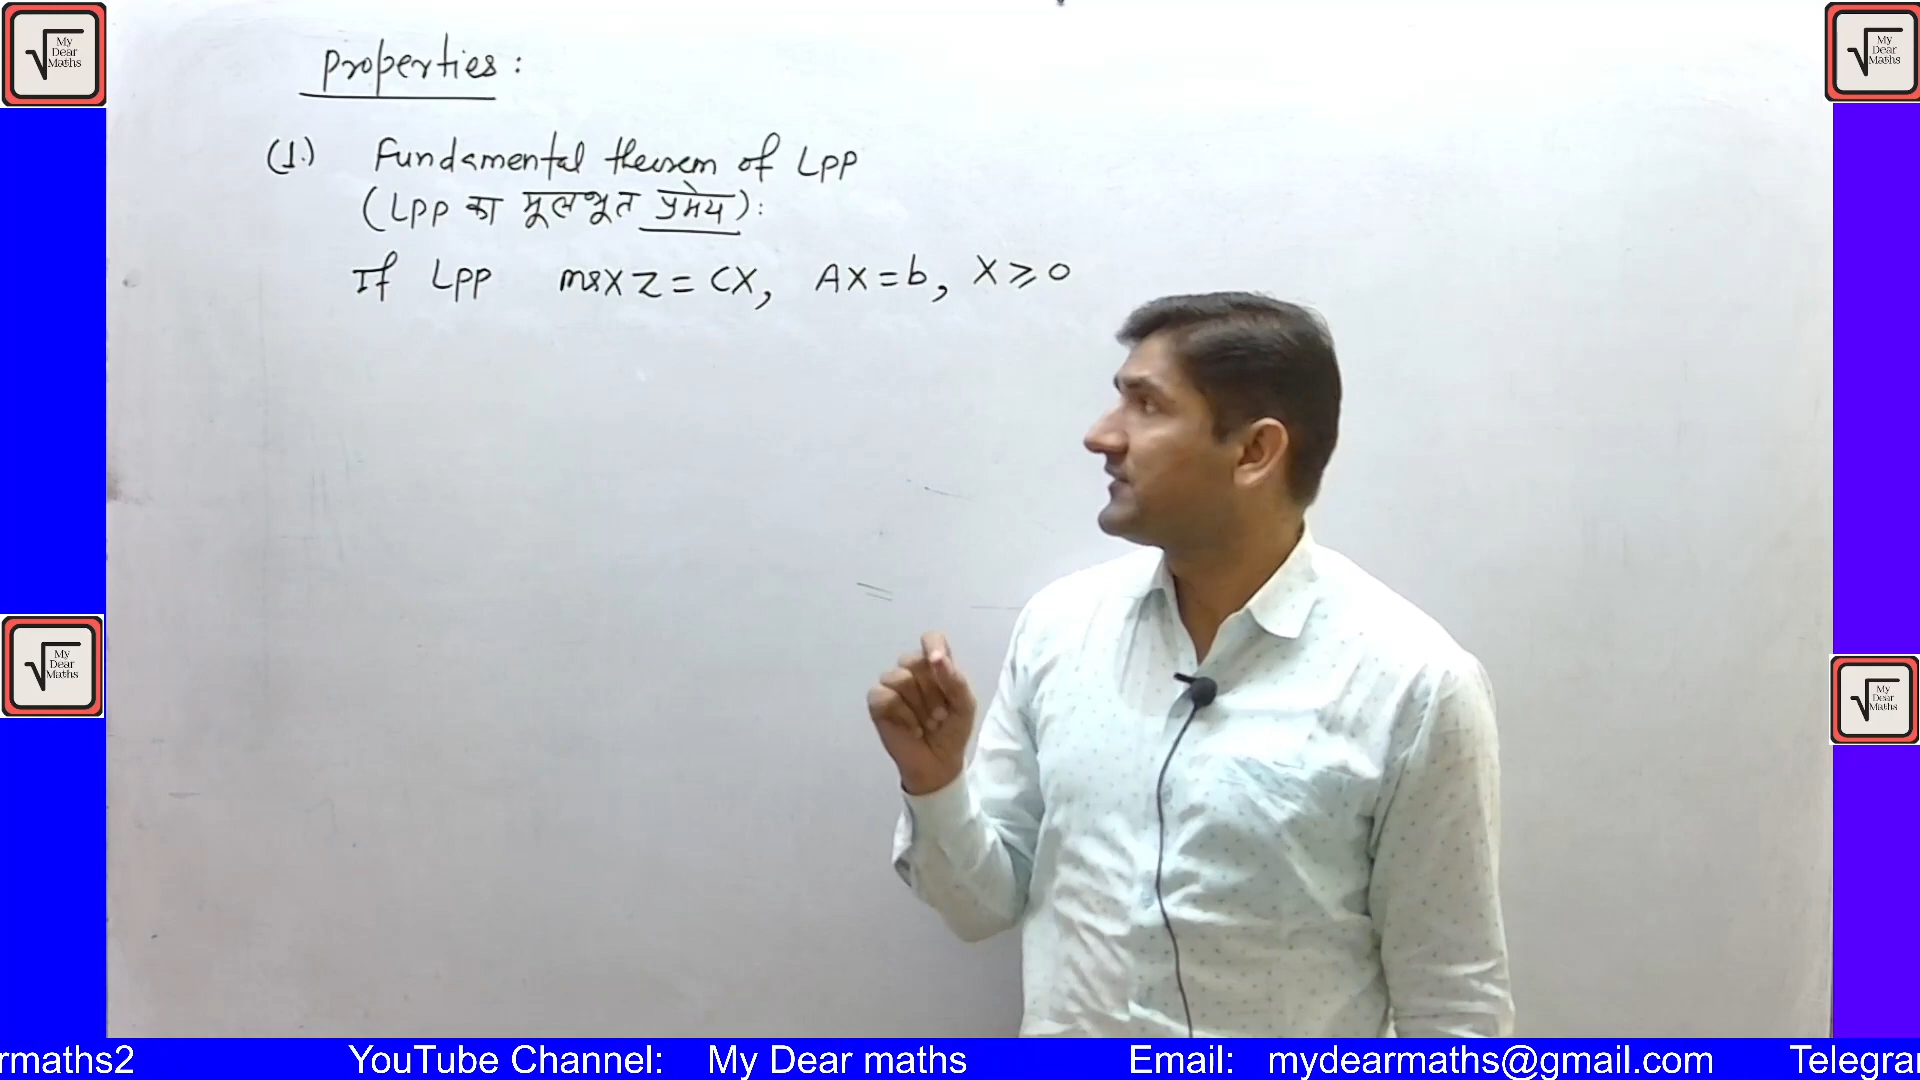 My
Dear
Maths
My
Dear
Maths
Properties:
(1.) Fundamental theorem of LPP
(LPP का मूलभूत प्रमेय):
If LPP max Z = CX, AX = b, X ⩾ 0
My
Dear
Maths
My
Dear
Maths
rmaths2 YouTube Channel: My Dear maths Email: mydearmaths@gmail.com Telegra